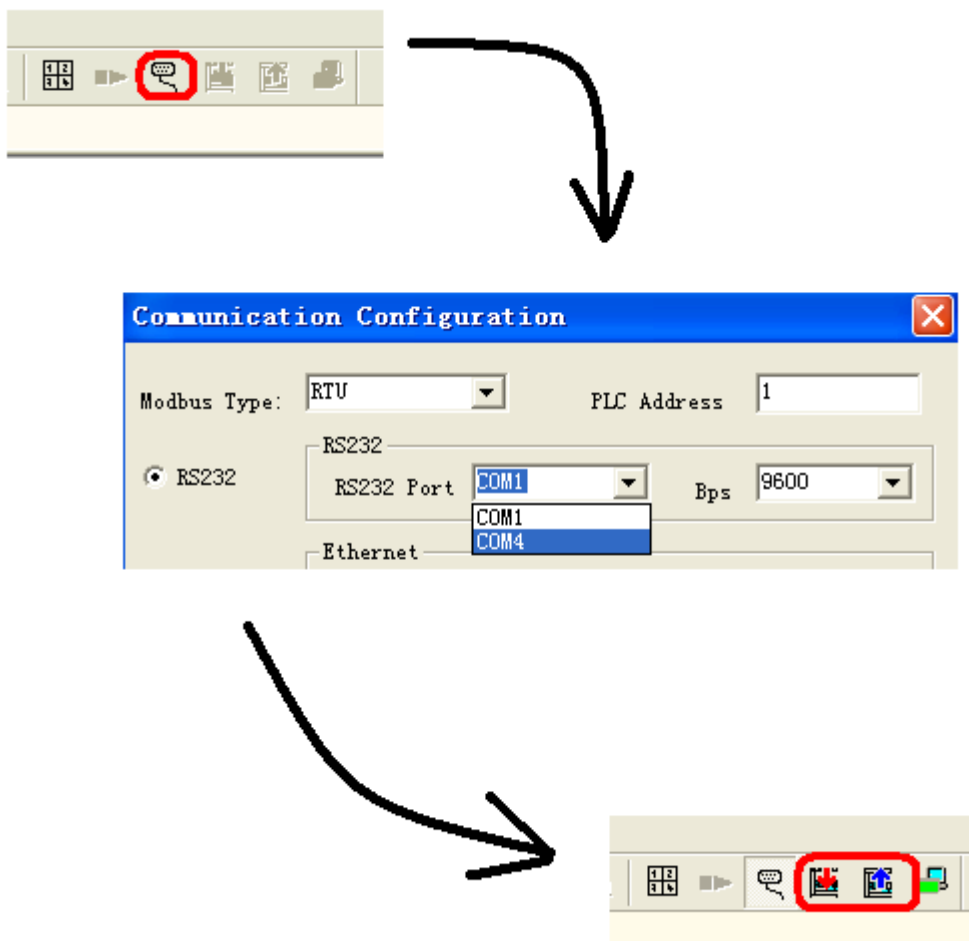 Communication Configuration
Modbus Type: RTU PLC Address 1
RS232
RS232 RS232 Port COM1 Bps 9600
COM1
COM4
Ethernet